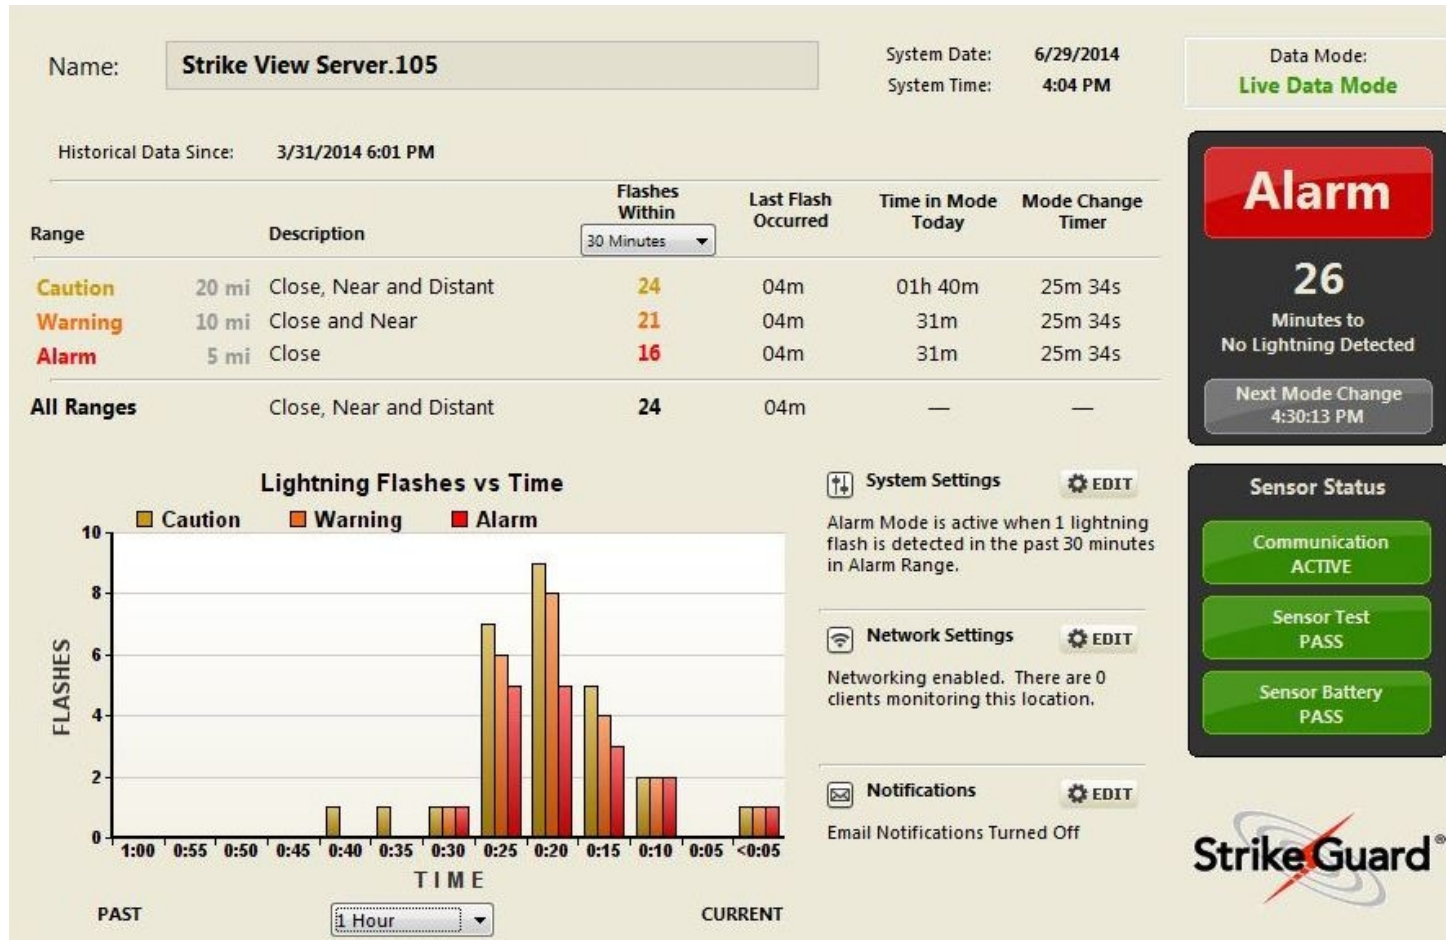 Name: Strike View Server.105
System Date: 6/29/2014
System Time: 4:04 PM
Data Mode:
Live Data Mode
Historical Data Since: 3/31/2014 6:01 PM
Range Description Flashes Within Last Flash Occurred Time in Mode Today Mode Change Timer
30 Minutes
Caution 20 mi Close, Near and Distant 24 04m 01h 40m 25m 34s
Warning 10 mi Close and Near 21 04m 31m 25m 34s
Alarm 5 mi Close 16 04m 31m 25m 34s
All Ranges Close, Near and Distant 24 04m — —
Alarm
26
Minutes to
No Lightning Detected
Next Mode Change
4:30:13 PM
Lightning Flashes vs Time
Caution Warning Alarm
FLASHES
10
8
6
4
2
0
1:00 0:55 0:50 0:45 0:40 0:35 0:30 0:25 0:20 0:15 0:10 0:05 <0:05
TIME
PAST 1 Hour CURRENT
System Settings EDIT
Alarm Mode is active when 1 lightning
flash is detected in the past 30 minutes
in Alarm Range.
Network Settings EDIT
Networking enabled. There are 0
clients monitoring this location.
Notifications EDIT
Email Notifications Turned Off
Sensor Status
Communication
ACTIVE
Sensor Test
PASS
Sensor Battery
PASS
StrikeGuard®